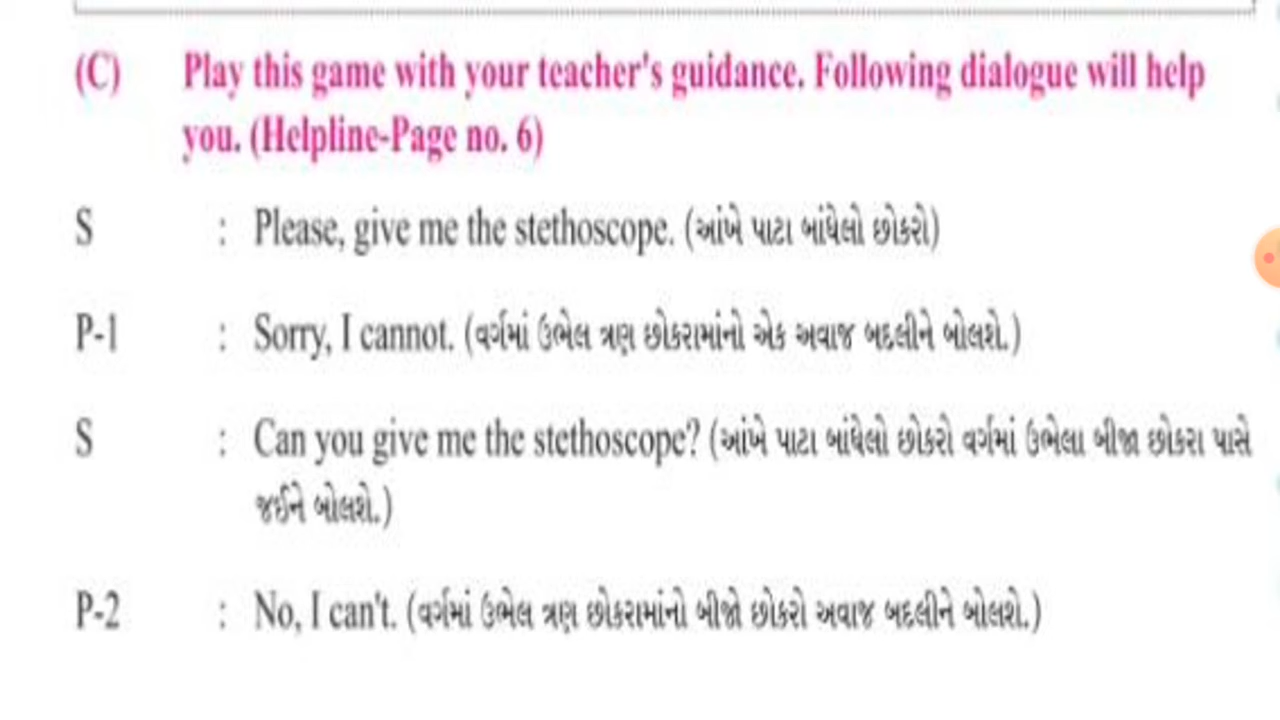 (C) Play this game with your teacher's guidance. Following dialogue will help
you. (Helpline-Page no. 6)
S : Please, give me the stethoscope. (આંખે પાટા બાંધેલો છોકરો)
P-1 : Sorry, I cannot. (વર્ગમાં ઉભેલ ત્રણ છોકરામાંનો એક અવાજ બદલીને બોલશે.)
S : Can you give me the stethoscope? (આંખે પાટા બાંધેલો છોકરો વર્ગમાં ઉભેલા બીજા છોકરા પાસે
જઈને બોલશે.)
P-2 : No, I can't. (વર્ગમાં ઉભેલ ત્રણ છોકરામાંનો બીજો છોકરો અવાજ બદલીને બોલશે.)